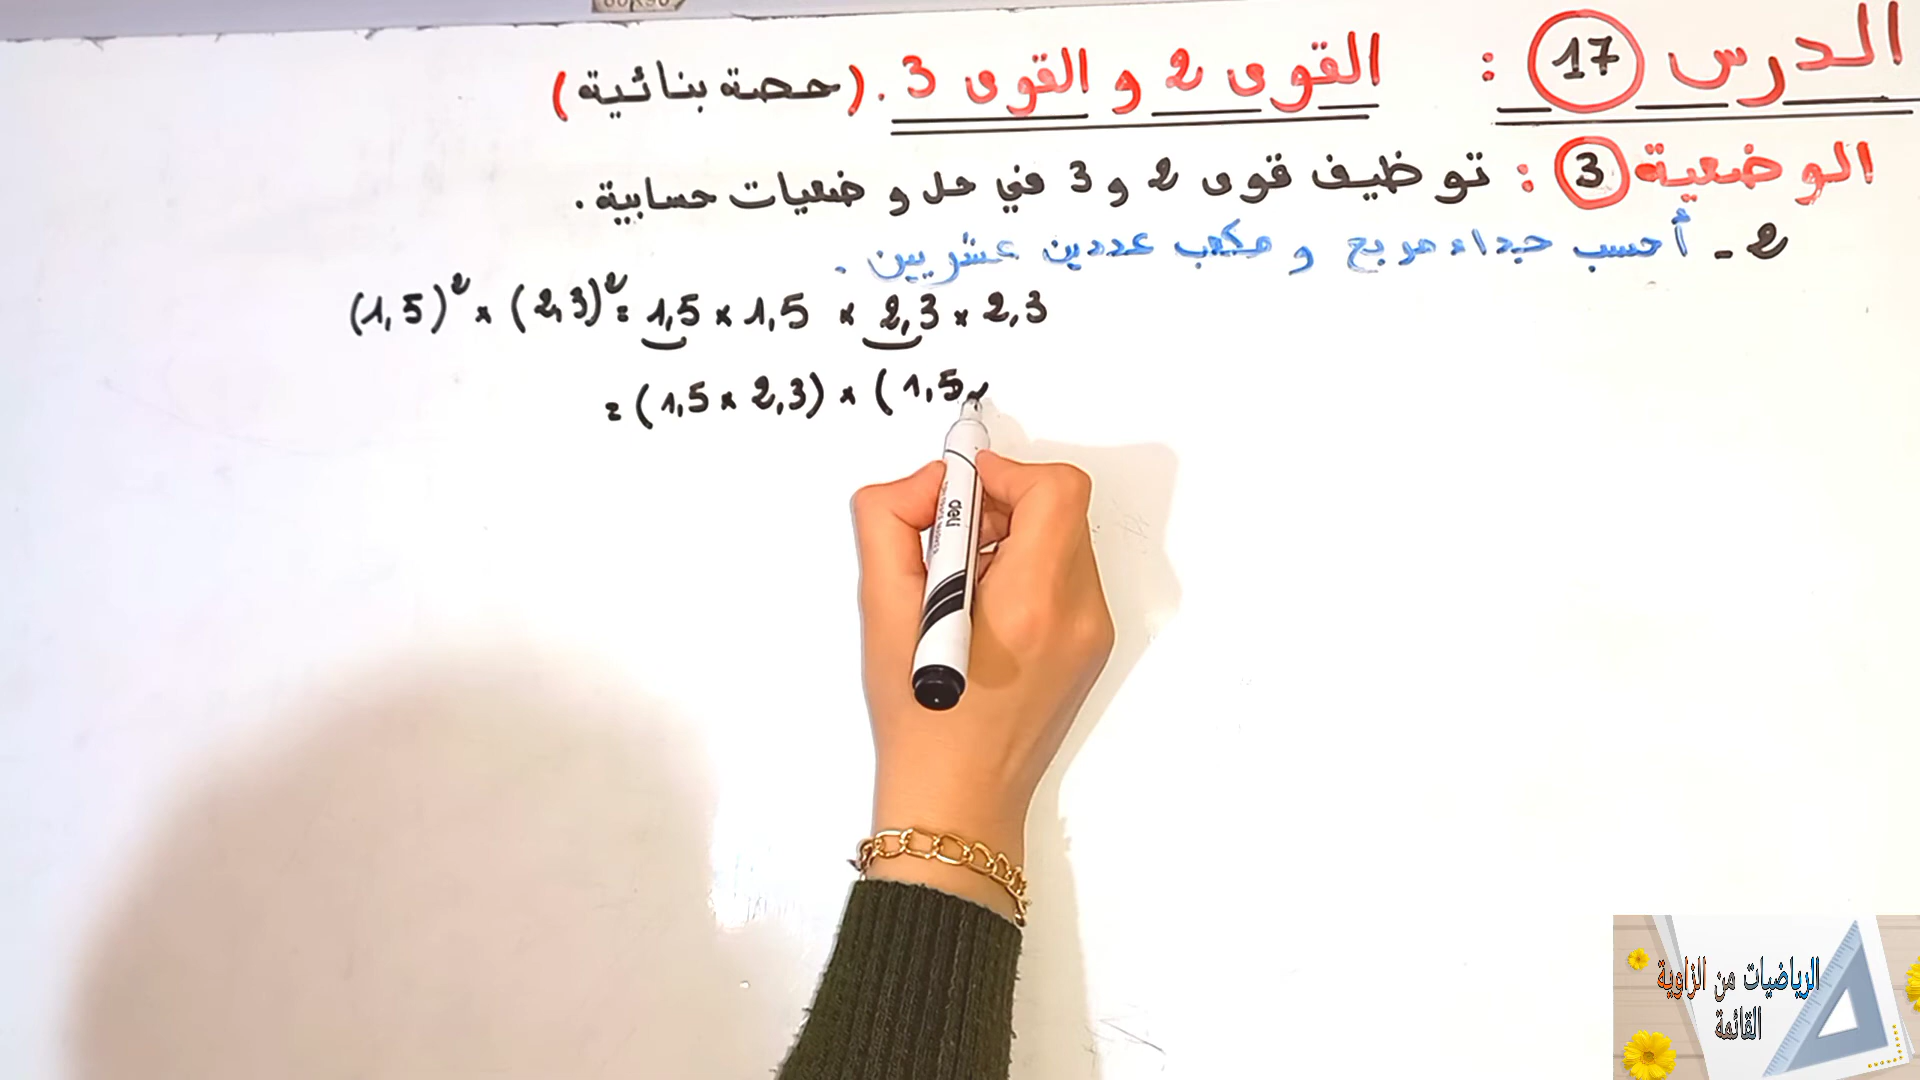 الدرس 17 : القوى 2 و القوى 3 . (حصة بنائية)
الوضعية 3 : توظيف قوى 2 و 3 في حل وضعيات حسابية .
2 - أحسب جداء مربع و مكعب عددين عشريين .
(1,5)² × (2,3)² = 1,5 × 1,5 × 2,3 × 2,3
= (1,5 × 2,3) × (1,5 ×
deli
الرياضيات من الزاوية
القائمة